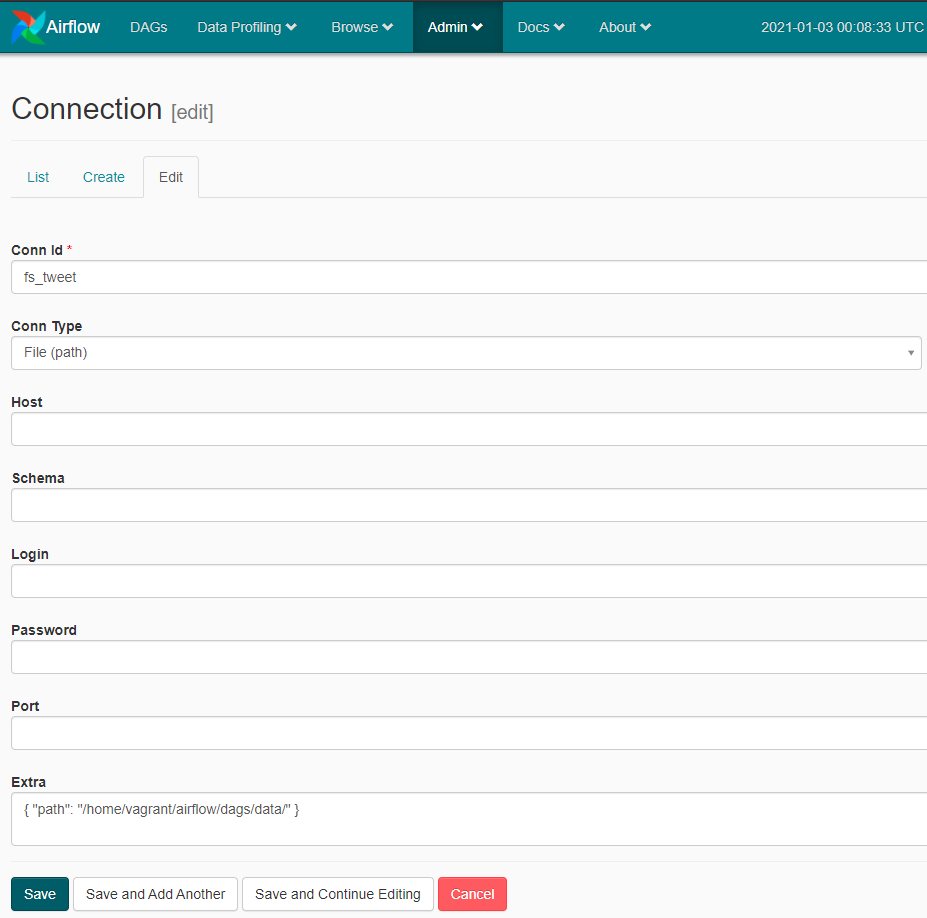 Airflow DAGs Data Profiling Browse Admin Docs About 2021-01-03 00:08:33 UTC
Connection [edit]
List Create Edit
Conn Id *
fs_tweet
Conn Type
File (path)
Host
Schema
Login
Password
Port
Extra
{ "path": "/home/vagrant/airflow/dags/data/" }
Save Save and Add Another Save and Continue Editing Cancel